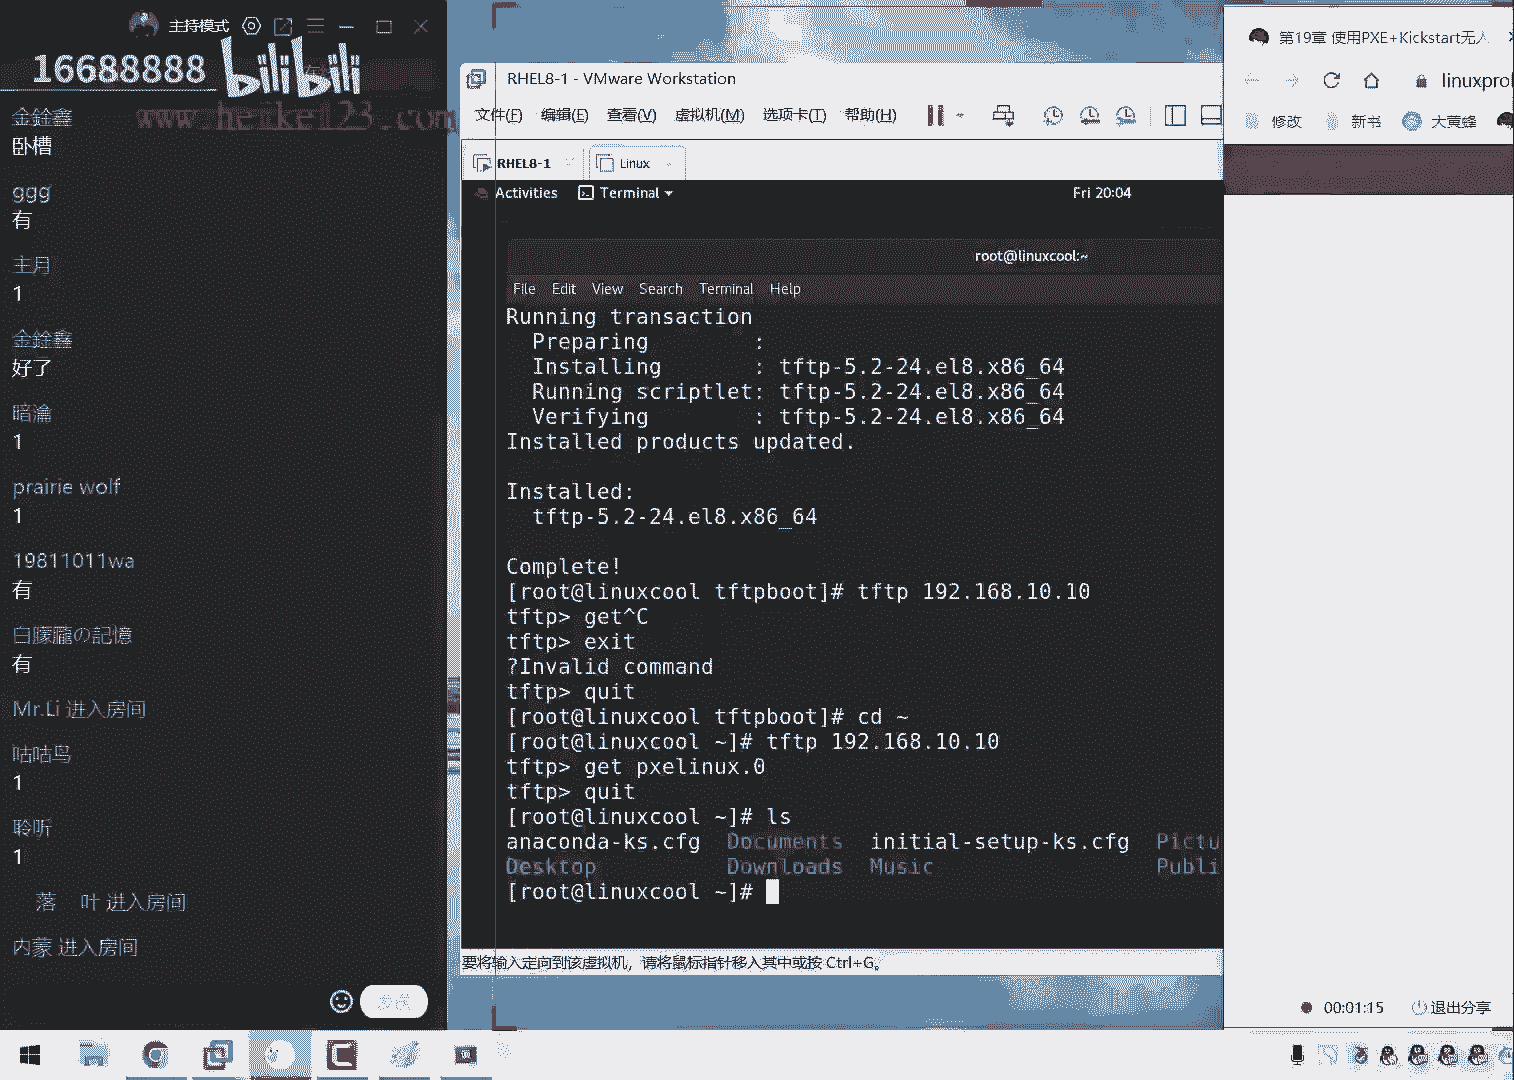 主持模式
16688888
bilibili
www.heike123.com
金銓鑫
卧槽
ggg
有
主月
1
金銓鑫
好了
暗瀹
1
prairie wolf
1
19811011wa
有
白朦朧の記憶
有
Mr.Li 进入房间
咕咕鸟
1
聆听
1
落 叶 进入房间
内蒙 进入房间
发送
RHEL8-1 - VMware Workstation
文件(F) 编辑(E) 查看(V) 虚拟机(M) 选项卡(T) 帮助(H)
RHEL8-1 Linux
Activities Terminal Fri 20:04
root@linuxcool:~
File Edit View Search Terminal Help
Running transaction
Preparing :
Installing : tftp-5.2-24.el8.x86_64
Running scriptlet: tftp-5.2-24.el8.x86_64
Verifying : tftp-5.2-24.el8.x86_64
Installed products updated.
Installed:
tftp-5.2-24.el8.x86_64
Complete!
[root@linuxcool tftpboot]# tftp 192.168.10.10
tftp> get^C
tftp> exit
?Invalid command
tftp> quit
[root@linuxcool tftpboot]# cd ~
[root@linuxcool ~]# tftp 192.168.10.10
tftp> get pxelinux.0
tftp> quit
[root@linuxcool ~]# ls
anaconda-ks.cfg Documents initial-setup-ks.cfg Pictu
Desktop Downloads Music Publi
[root@linuxcool ~]#
要将输入定向到该虚拟机，请将鼠标指针移入其中或按 Ctrl+G。
第19章 使用PXE+Kickstart无人
linuxpro
修改 新书 大黄蜂
00:01:15 退出分享